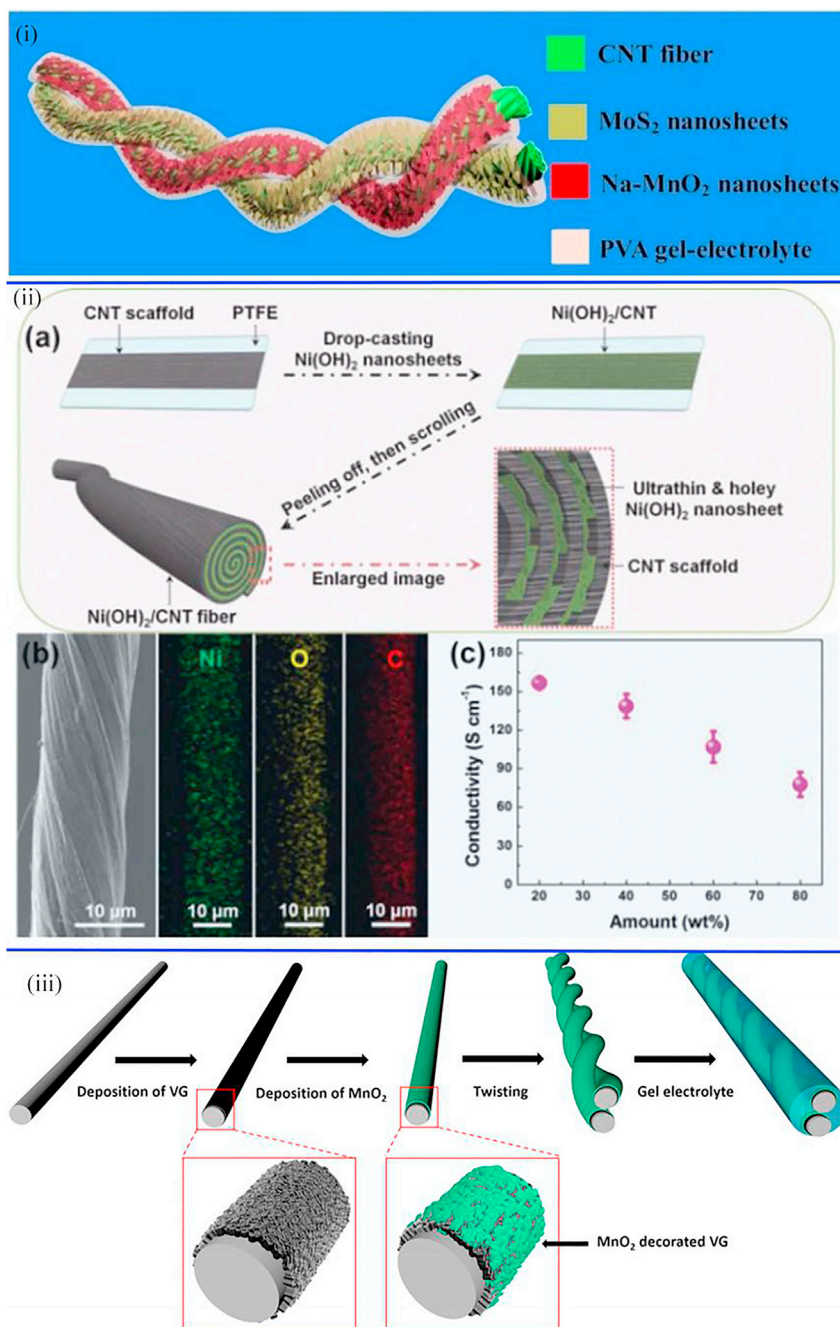 (i)
CNT fiber
MoS₂ nanosheets
Na-MnO₂ nanosheets
PVA gel-electrolyte
(ii)
(a)
CNT scaffold
PTFE
Drop-casting
Ni(OH)₂ nanosheets
Ni(OH)₂/CNT
Peeling off, then scrolling
Ni(OH)₂/CNT fiber
Enlarged image
Ultrathin & holey
Ni(OH)₂ nanosheet
CNT scaffold
(b)
10 µm
Ni
10 µm
O
10 µm
C
10 µm
(c)
Conductivity (S cm⁻¹)
180
150
120
90
60
30
0
20 30 40 50 60 70 80
Amount (wt%)
(iii)
Deposition of VG
Deposition of MnO₂
Twisting
Gel electrolyte
MnO₂ decorated VG